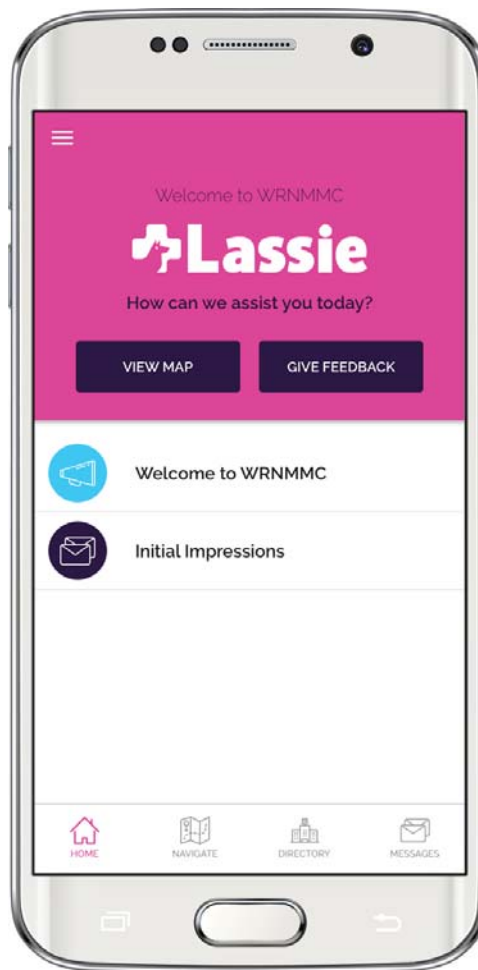 Welcome to WRNMMC
Lassie
How can we assist you today?
VIEW MAP GIVE FEEDBACK
Welcome to WRNMMC
Initial Impressions
HOME NAVIGATE DIRECTORY MESSAGES